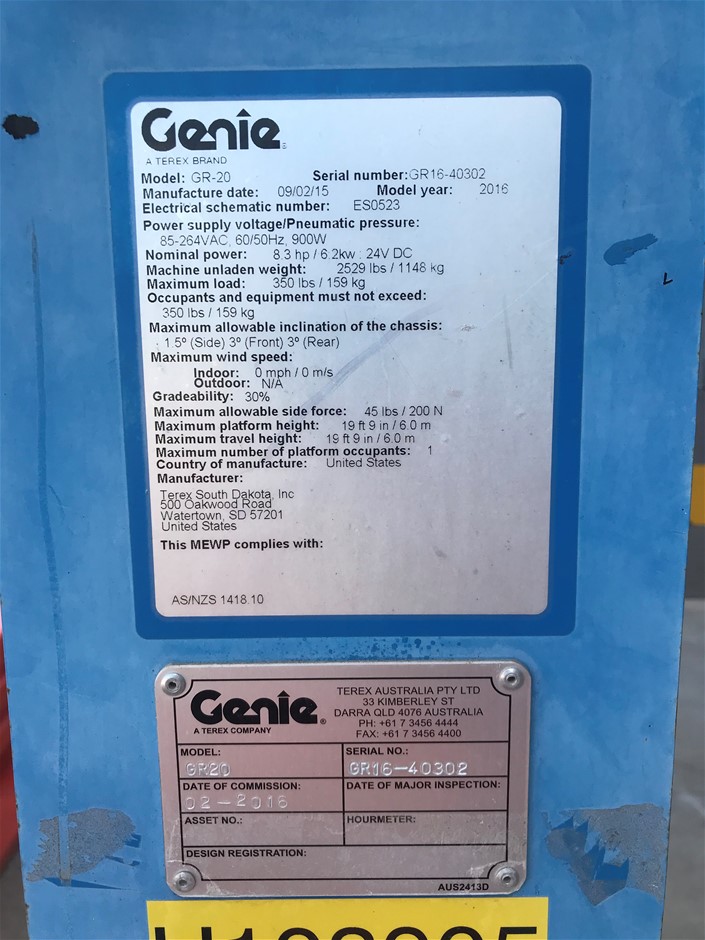 Genie
A TEREX BRAND
Model: GR-20 Serial number:GR16-40302
Manufacture date: 09/02/15 Model year: 2016
Electrical schematic number: ES0523
Power supply voltage/Pneumatic pressure:
85-264VAC, 60/50Hz, 900W
Nominal power: 8.3 hp / 6.2kw : 24V DC
Machine unladen weight: 2529 lbs / 1148 kg
Maximum load: 350 lbs / 159 kg
Occupants and equipment must not exceed:
350 lbs / 159 kg
Maximum allowable inclination of the chassis:
1.5º (Side) 3º (Front) 3º (Rear)
Maximum wind speed:
Indoor: 0 mph / 0 m/s
Outdoor: N/A
Gradeability: 30%
Maximum allowable side force: 45 lbs / 200 N
Maximum platform height: 19 ft 9 in / 6.0 m
Maximum travel height: 19 ft 9 in / 6.0 m
Maximum number of platform occupants: 1
Country of manufacture: United States
Manufacturer:
Terex South Dakota, Inc
500 Oakwood Road
Watertown, SD 57201
United States
This MEWP complies with:
AS/NZS 1418.10
Genie®
A TEREX COMPANY
TEREX AUSTRALIA PTY LTD
33 KIMBERLEY ST
DARRA QLD 4076 AUSTRALIA
PH: +61 7 3456 4444
FAX: +61 7 3456 4400
MODEL: SERIAL NO.:
GR20 GR16-40302
DATE OF COMMISSION: DATE OF MAJOR INSPECTION:
02-2016
ASSET NO.: HOURMETER:
DESIGN REGISTRATION:
AUS2413D